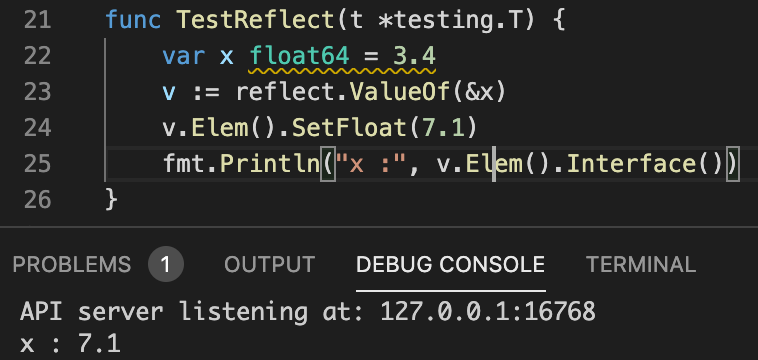 21 func TestReflect(t *testing.T) {
22 var x float64 = 3.4
23 v := reflect.ValueOf(&x)
24 v.Elem().SetFloat(7.1)
25 fmt.Println("x :", v.Elem().Interface())
26 }
PROBLEMS 1 OUTPUT DEBUG CONSOLE TERMINAL
API server listening at: 127.0.0.1:16768
x : 7.1